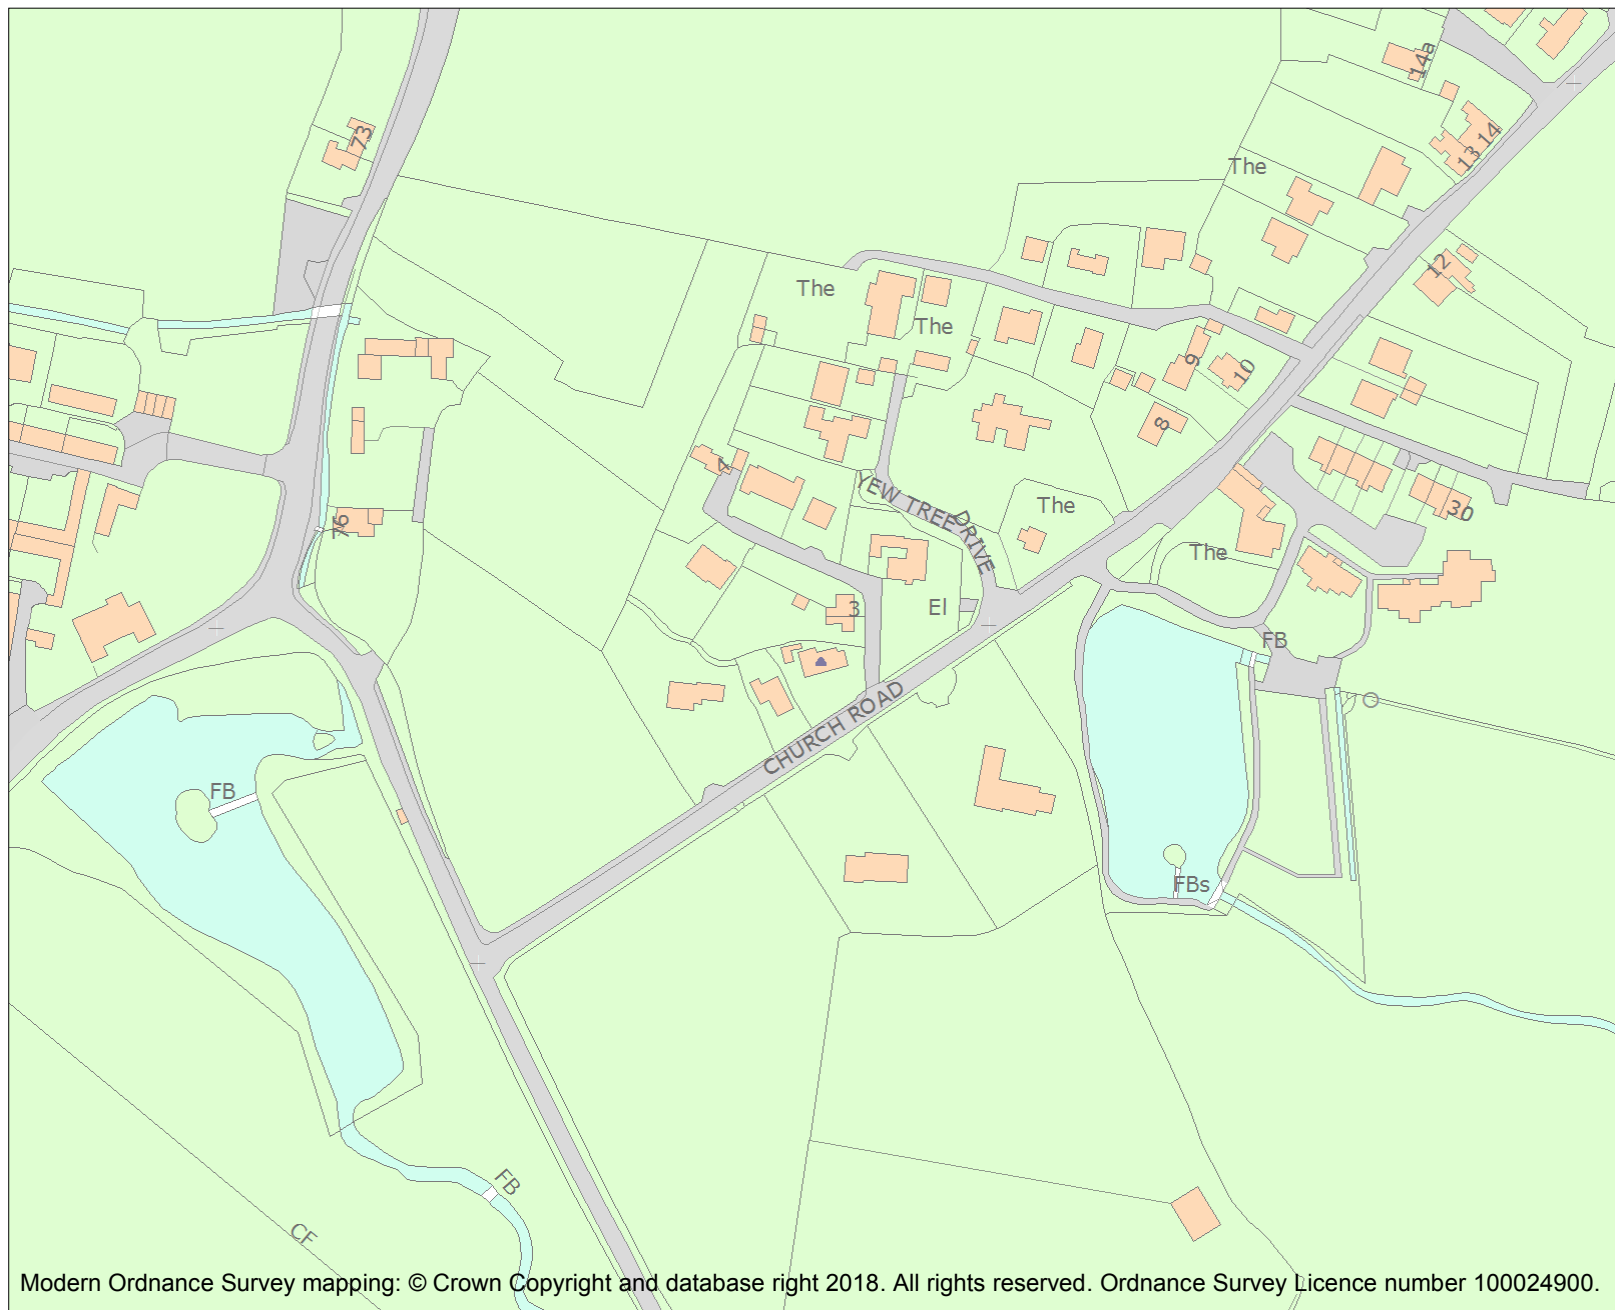 14a
73
14
13
The
12
The
The
9
10
8
4
YEW TREE
DRIVE
The
30
76
The
3
El
FB
CHURCH ROAD
FB
FBs
FB
CF
Modern Ordnance Survey mapping: © Crown Copyright and database right 2018. All rights reserved. Ordnance Survey Licence number 100024900.